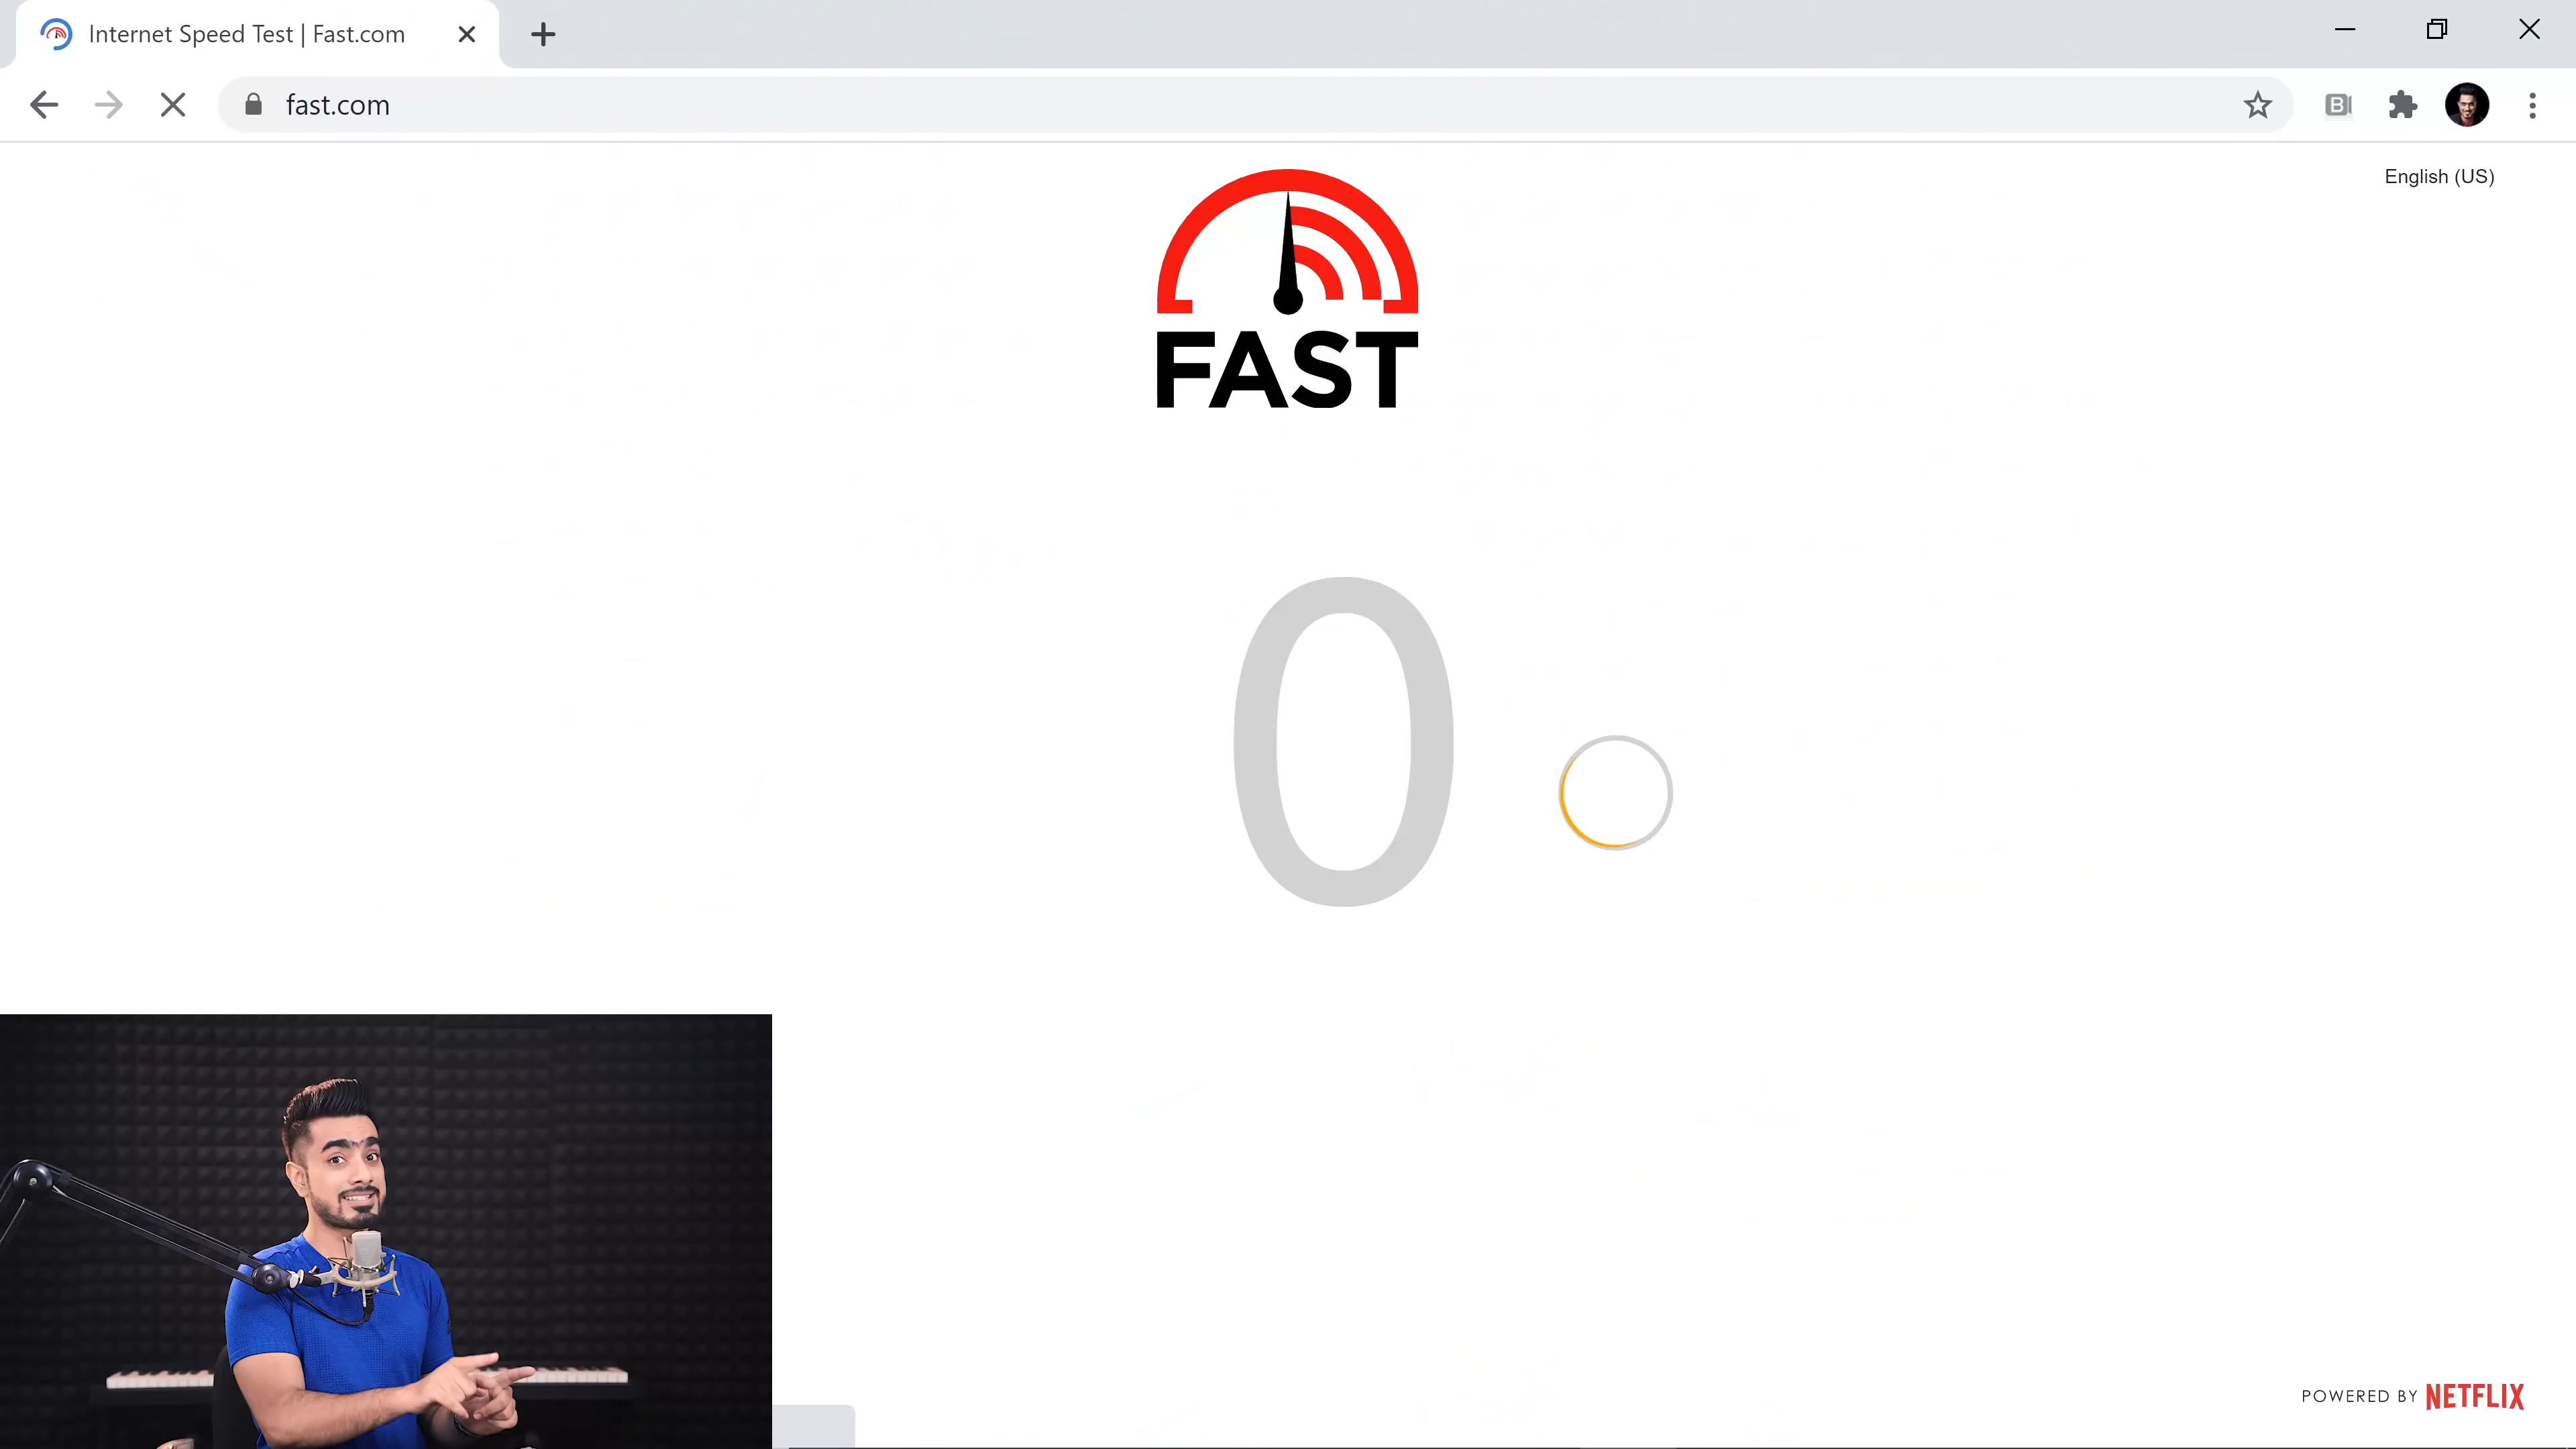 Internet Speed Test | Fast.com
fast.com
English (US)
FAST
0
POWERED BY NETFLIX